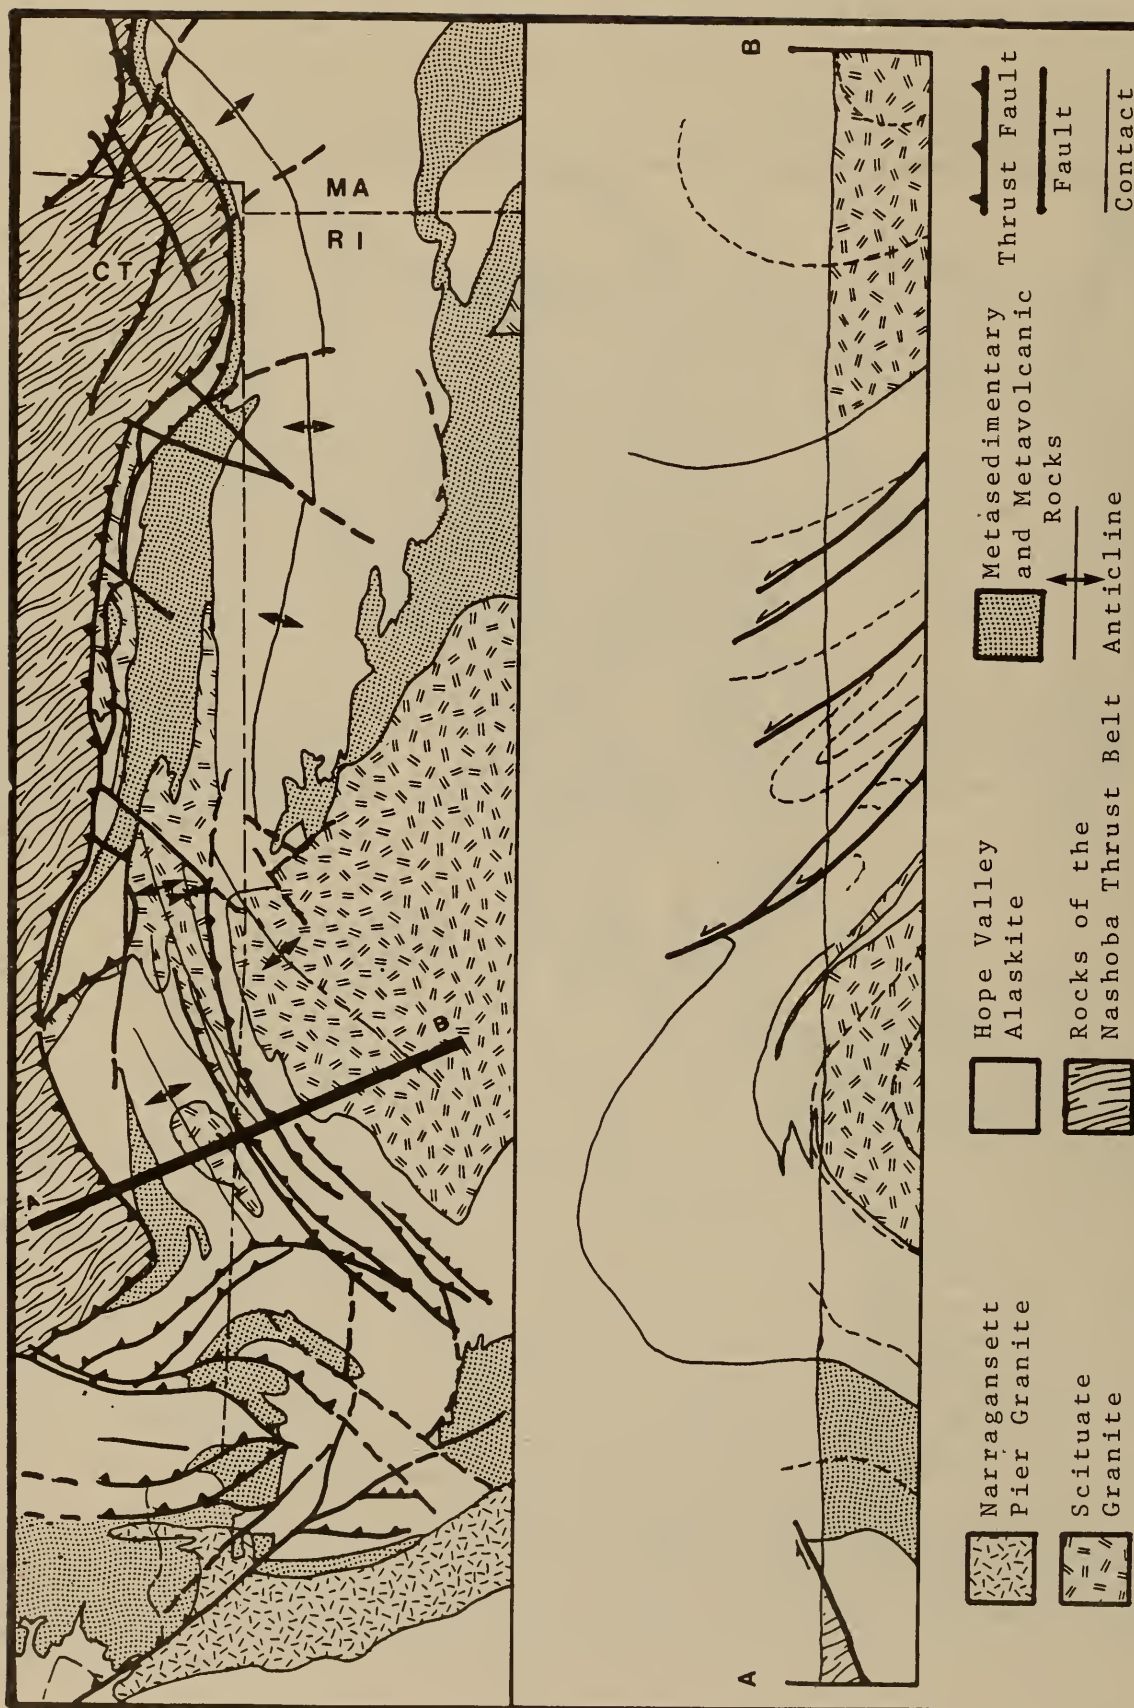 CT
MA
RI
A
B
A
B
Narragansett
Pier Granite
Scituate
Granite
Hope Valley
Alaskite
Rocks of the
Nashoba Thrust Belt
Metasedimentary
and Metavolcanic
Rocks
Anticline
Thrust Fault
Fault
Contact